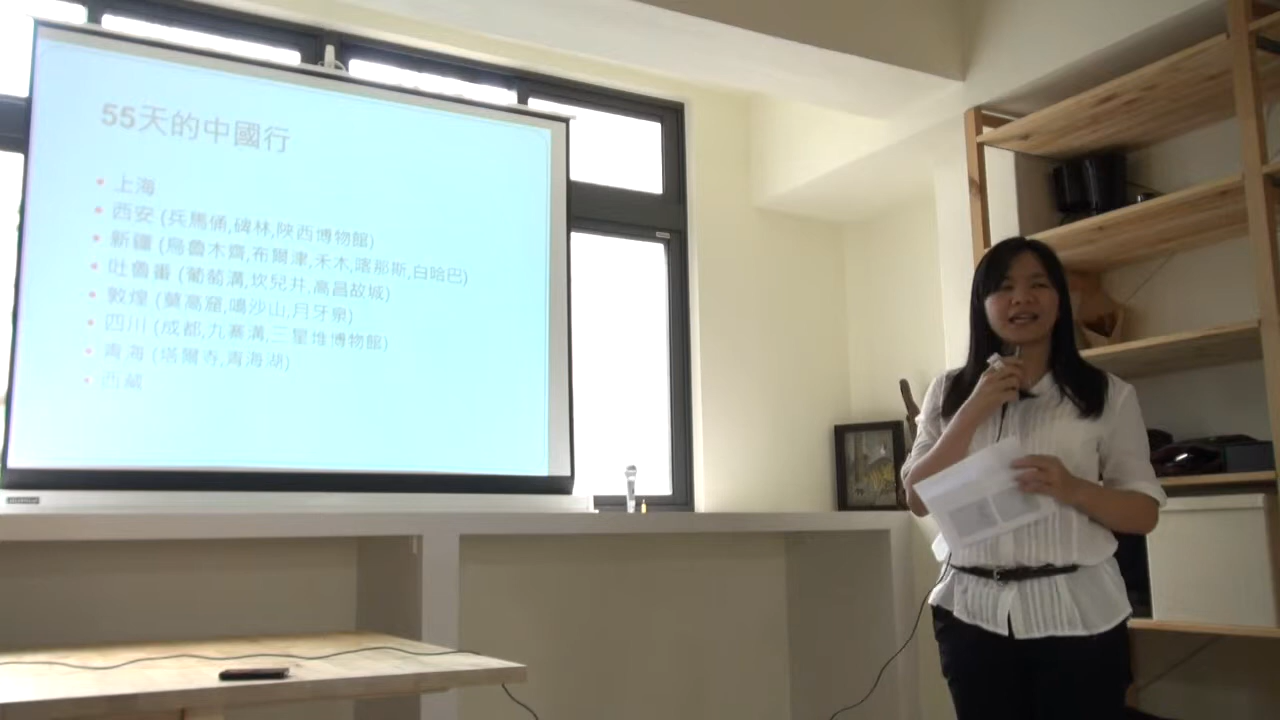 55天的中國行
上海
西安 (兵馬俑,碑林,陝西博物館)
新疆 (烏魯木齊,布爾津,禾木,喀那斯,白哈巴)
吐魯番 (葡萄溝,坎兒井,高昌故城)
敦煌 (莫高窟,鳴沙山,月牙泉)
四川 (成都,九寨溝,三星堆博物館)
青海 (塔爾寺,青海湖)
西藏